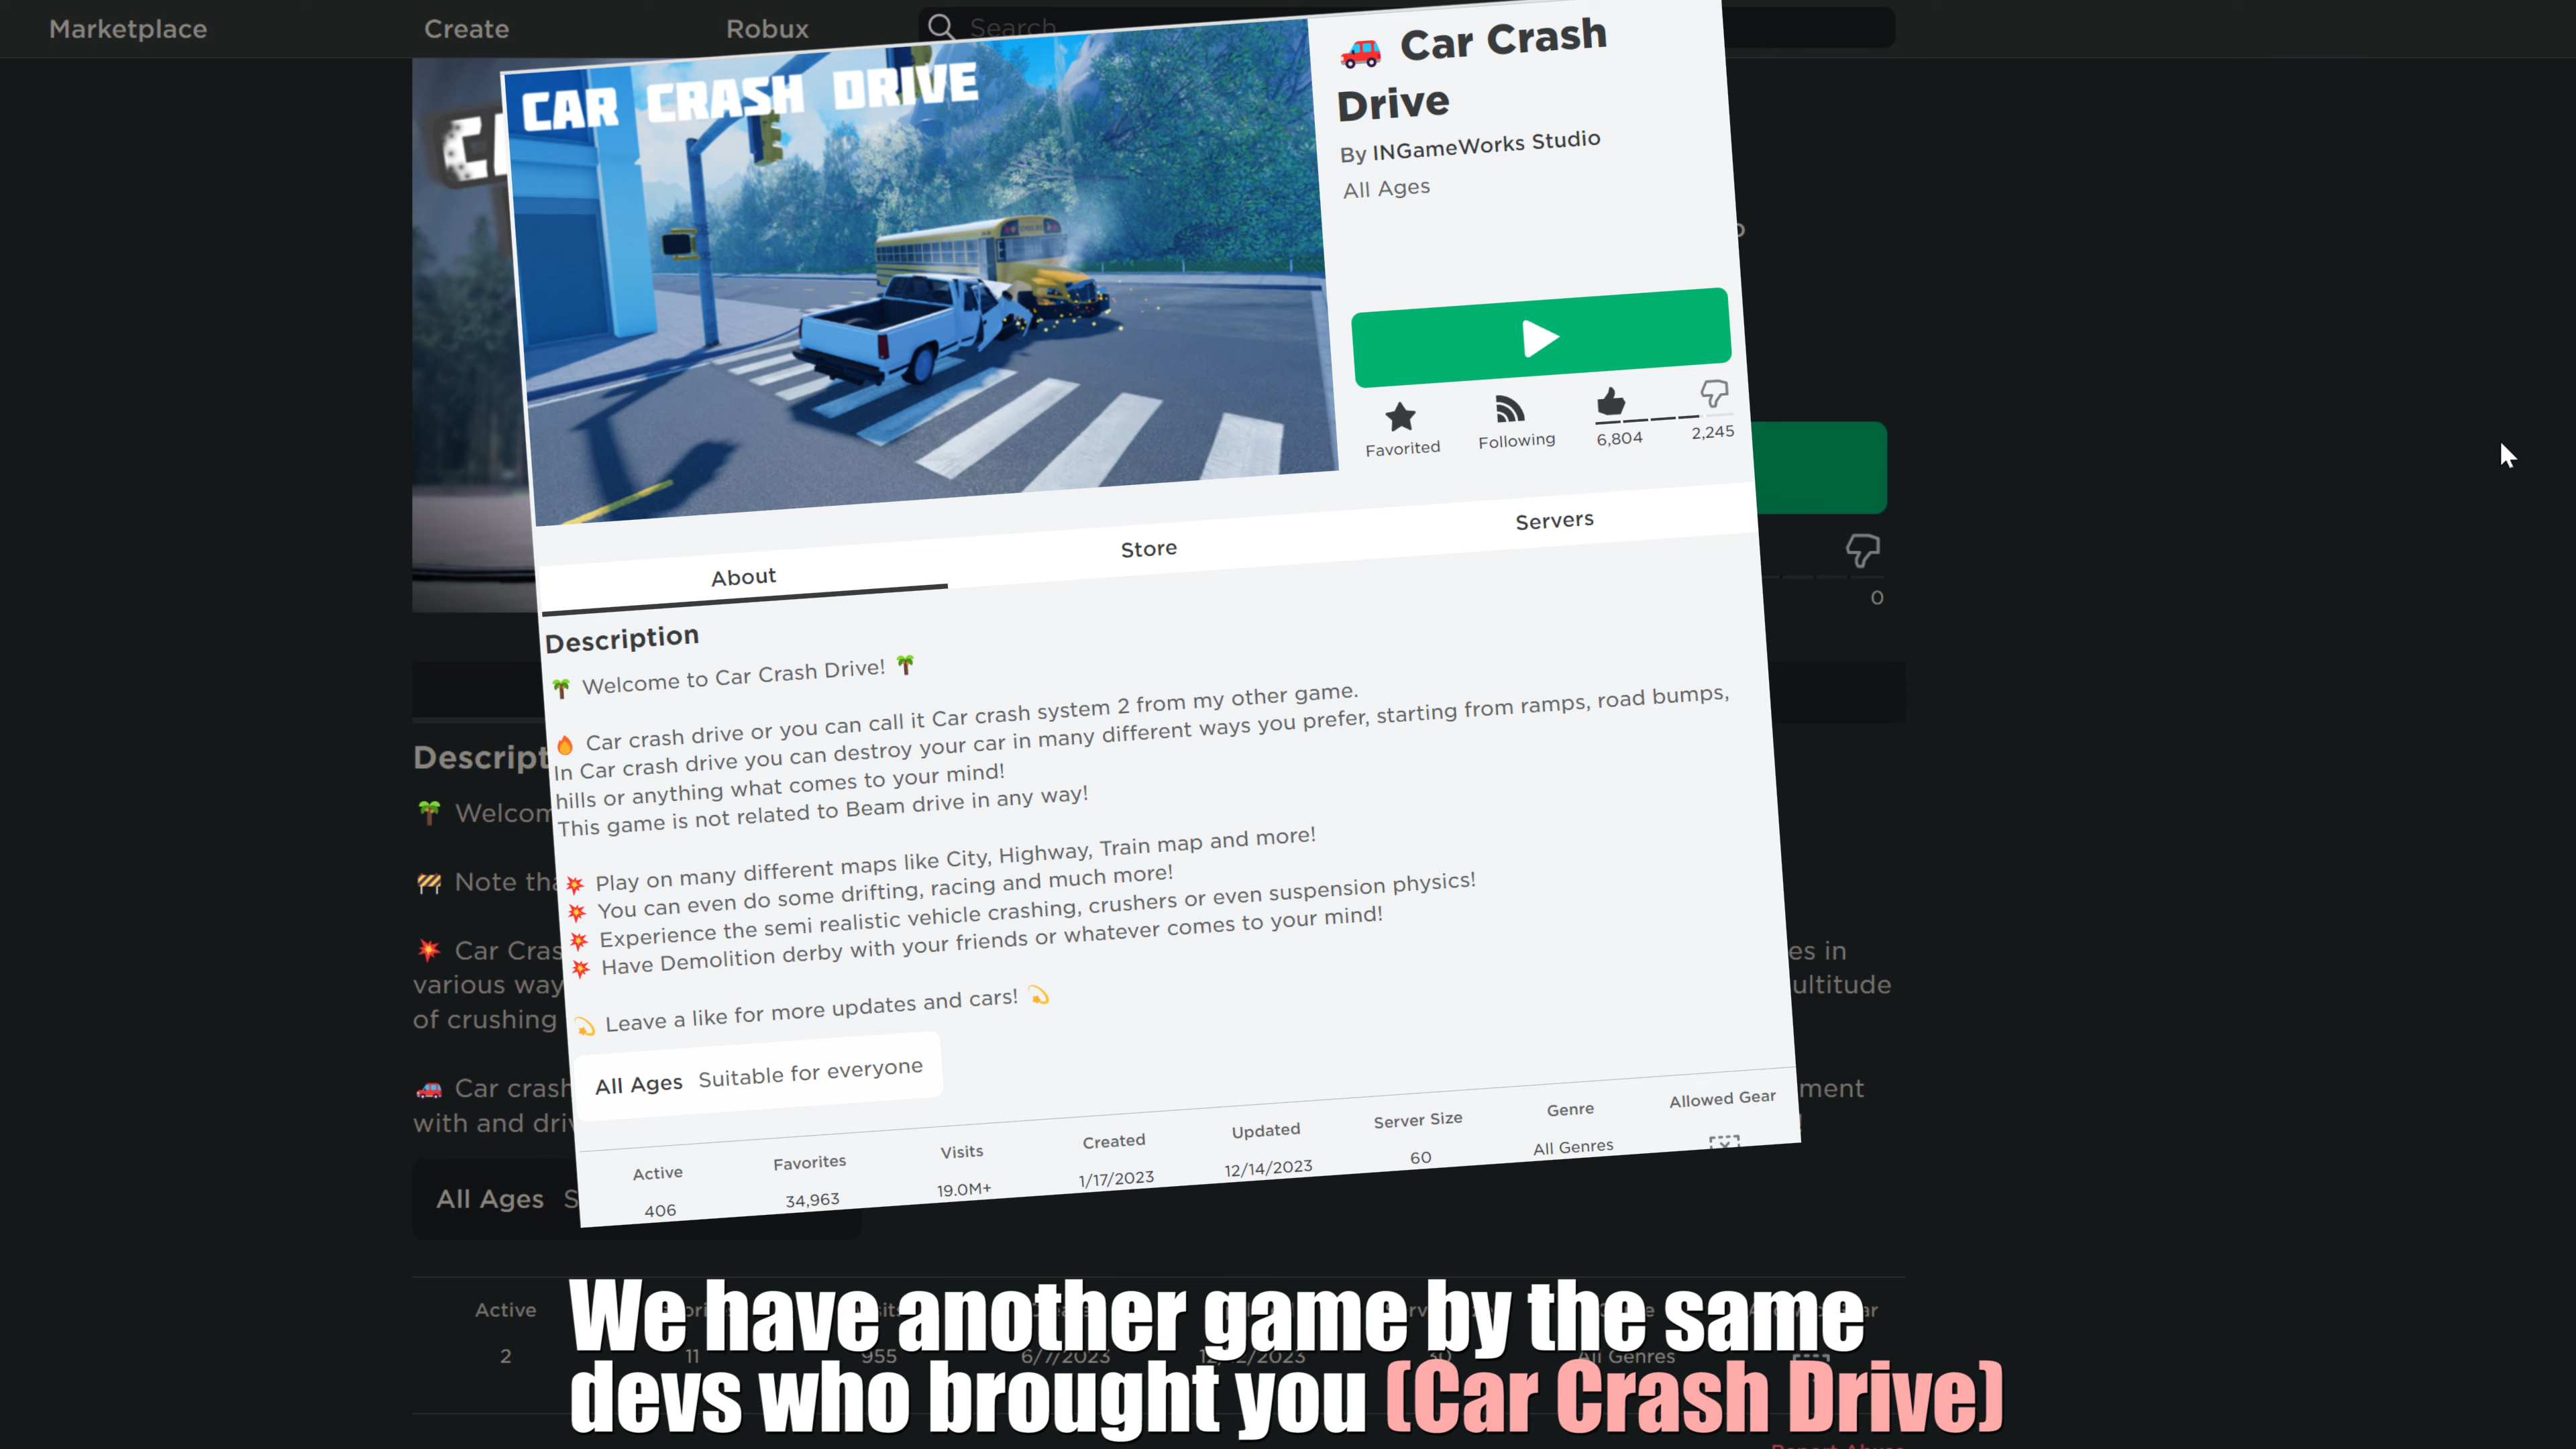 Marketplace
Create
Robux
Search
CAR CRASH DRIVE
Car Crash
Drive
By INGameWorks Studio
All Ages
Favorited
Following
6,804
2,245
0
About
Store
Servers
Description
🌴 Welcome to Car Crash Drive! 🌴
🔥 Car crash drive or you can call it Car crash system 2 from my other game.
In Car crash drive you can destroy your car in many different ways you prefer, starting from ramps, road bumps,
hills or anything what comes to your mind!
This game is not related to Beam drive in any way!
💥 Play on many different maps like City, Highway, Train map and more!
💥 You can even do some drifting, racing and much more!
💥 Experience the semi realistic vehicle crashing, crushers or even suspension physics!
💥 Have Demolition derby with your friends or whatever comes to your mind!
💫 Leave a like for more updates and cars! 💫
All Ages Suitable for everyone
Active Favorites Visits Created Updated Server Size Genre Allowed Gear
406 34,963 19.0M+ 1/17/2023 12/14/2023 60 All Genres
🚧 Note
💥 Car
es in
various
of crushing
🚗 Car crash
with and
All Ages
Active
2 11 955 6/7/2023 30 All Genres
We have another game by the same
devs who brought you (Car Crash Drive)